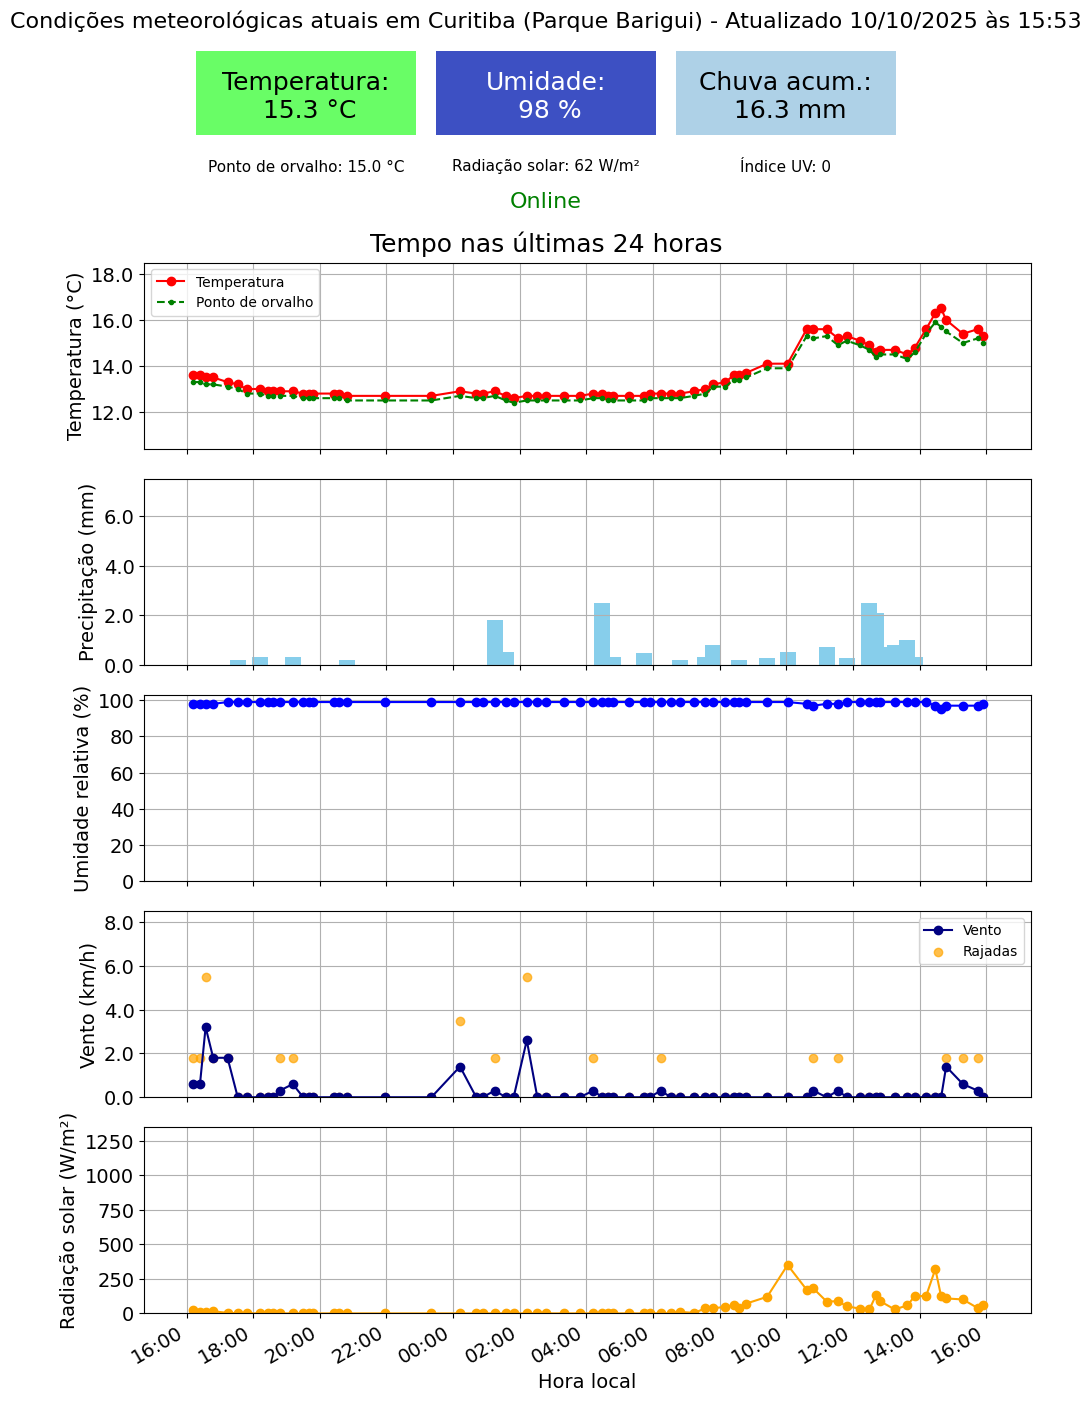 Condições meteorológicas atuais em Curitiba (Parque Barigui) - Atualizado 10/10/2025 às 15:53
Temperatura:
15.3 °C
Umidade:
98 %
Chuva acum.:
16.3 mm
Ponto de orvalho: 15.0 °C
Radiação solar: 62 W/m²
Índice UV: 0
Online
Tempo nas últimas 24 horas
Temperatura (°C)
18.0
16.0
14.0
12.0
Temperatura
Ponto de orvalho
Precipitação (mm)
6.0
4.0
2.0
0.0
Umidade relativa (%)
100
80
60
40
20
0
Vento (km/h)
8.0
6.0
4.0
2.0
0.0
Vento
Rajadas
Radiação solar (W/m²)
1250
1000
750
500
250
0
16:00
18:00
20:00
22:00
00:00
02:00
04:00
06:00
08:00
10:00
12:00
14:00
16:00
Hora local